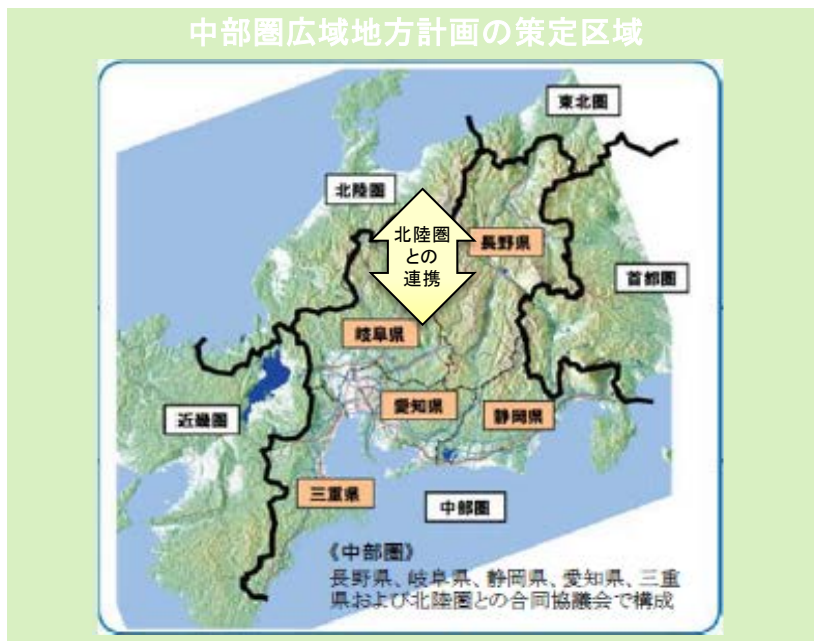 中部圏広域地方計画の策定区域
東北圏
北陸圏
北陸圏
との
連携
長野県
首都圏
岐阜県
愛知県
静岡県
近畿圏
三重県
中部圏
《中部圏》
長野県、岐阜県、静岡県、愛知県、三重
県および北陸圏との合同協議会で構成